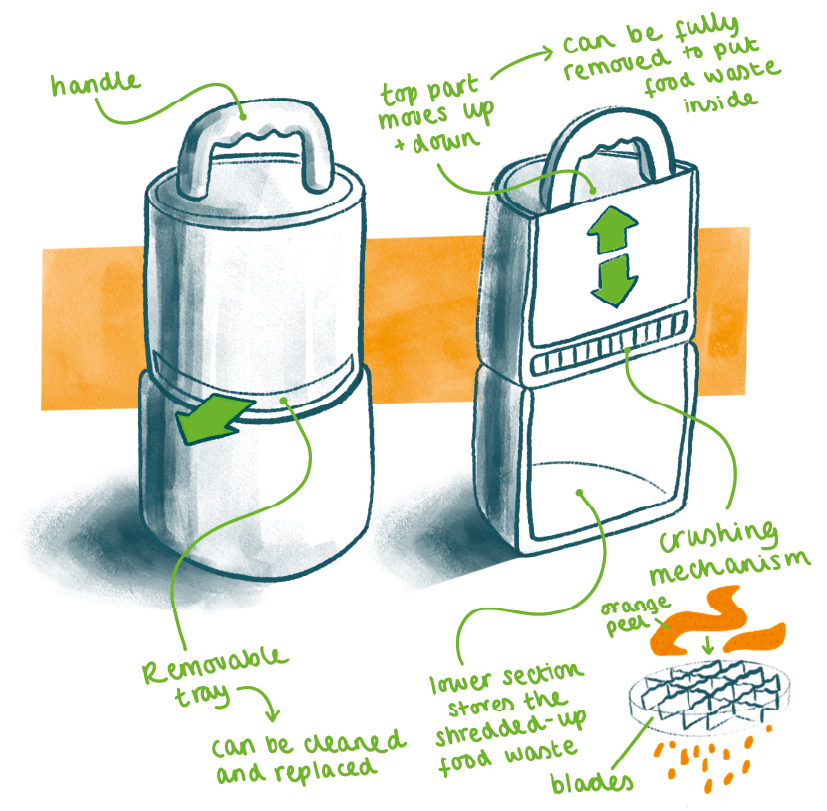 handle
top part
moves up
+ down
can be fully
removed to put
food waste
inside
Removable
tray
can be cleaned
and replaced
lower section
stores the
shredded-up
food waste
crushing
mechanism
orange
peel
blades